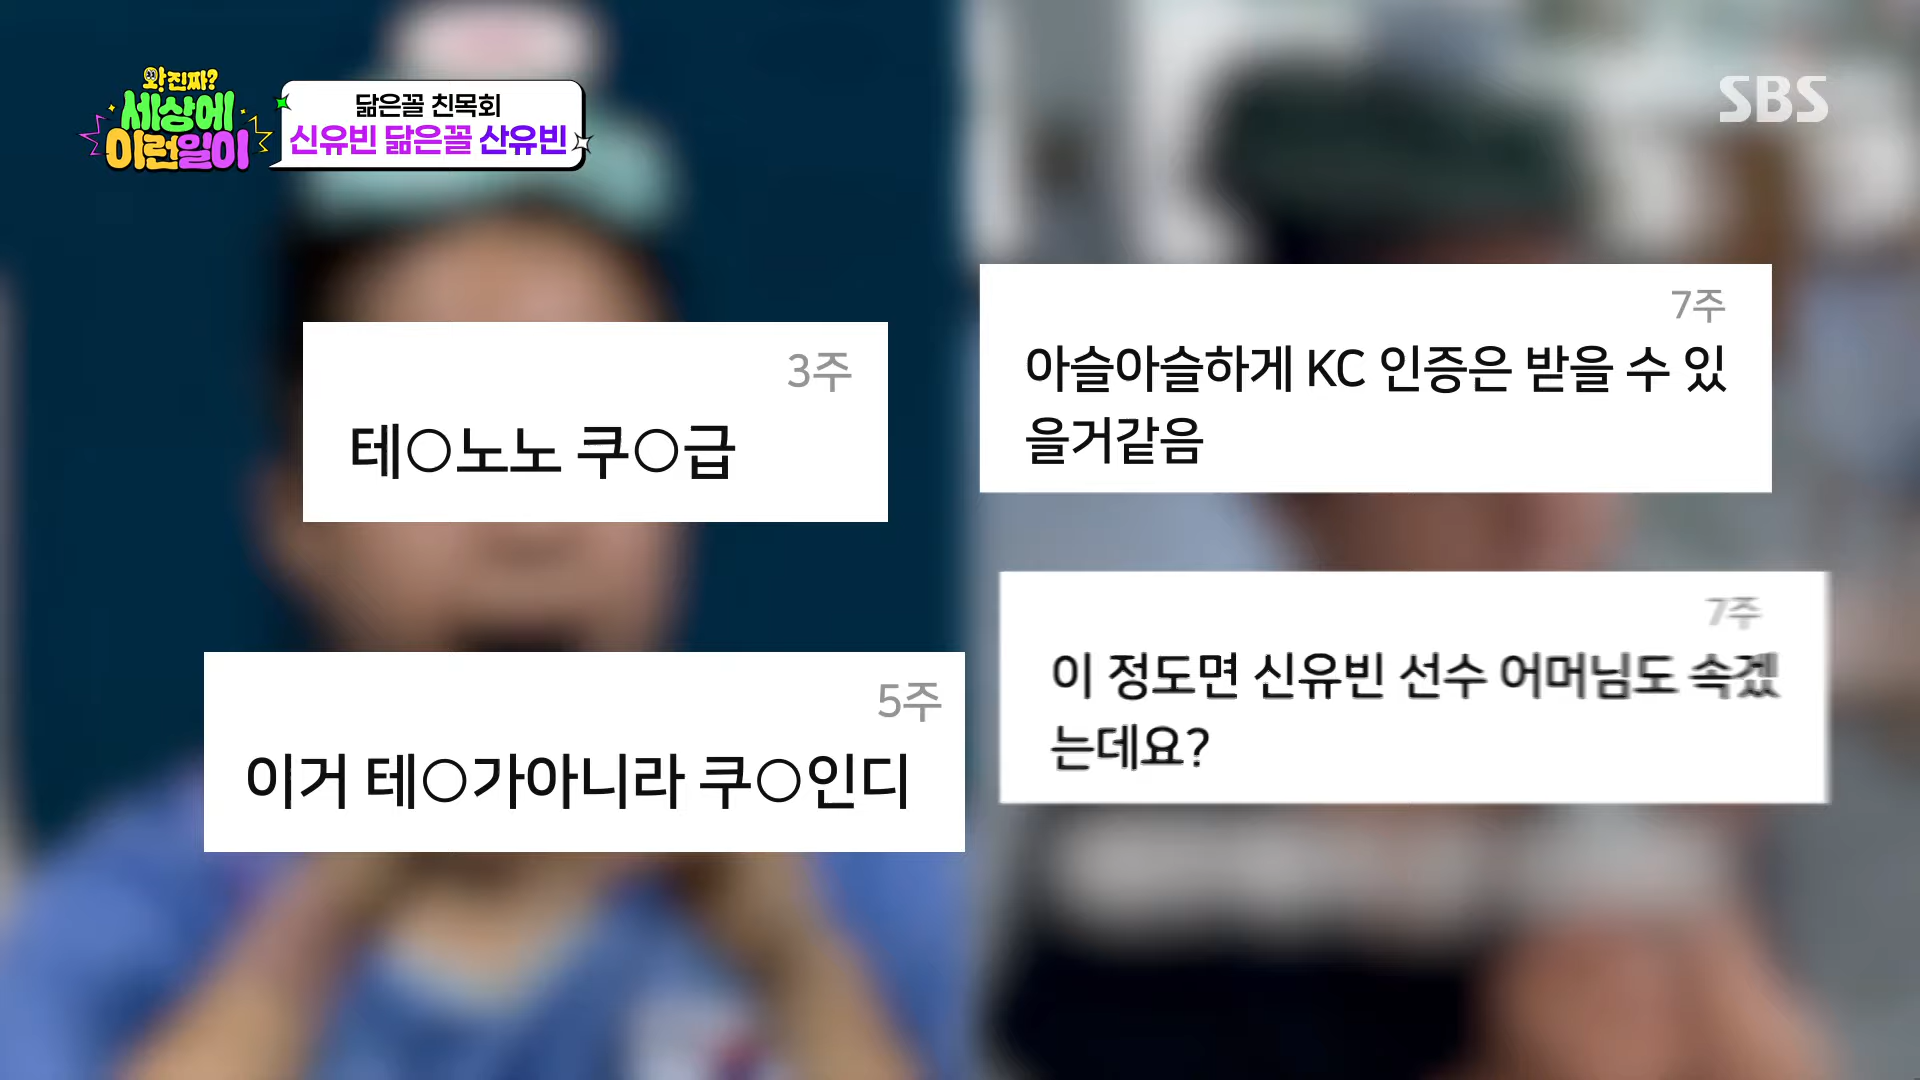 와! 진짜?
세상에
이런일이
닮은꼴 친목회
신유빈 닮은꼴 산유빈
SBS
3주
테○노노 쿠○급
5주
이거 테○가아니라 쿠○인디
7주
아슬아슬하게 KC 인증은 받을 수 있
을거같음
7주
이 정도면 신유빈 선수 어머님도 속겠
는데요?